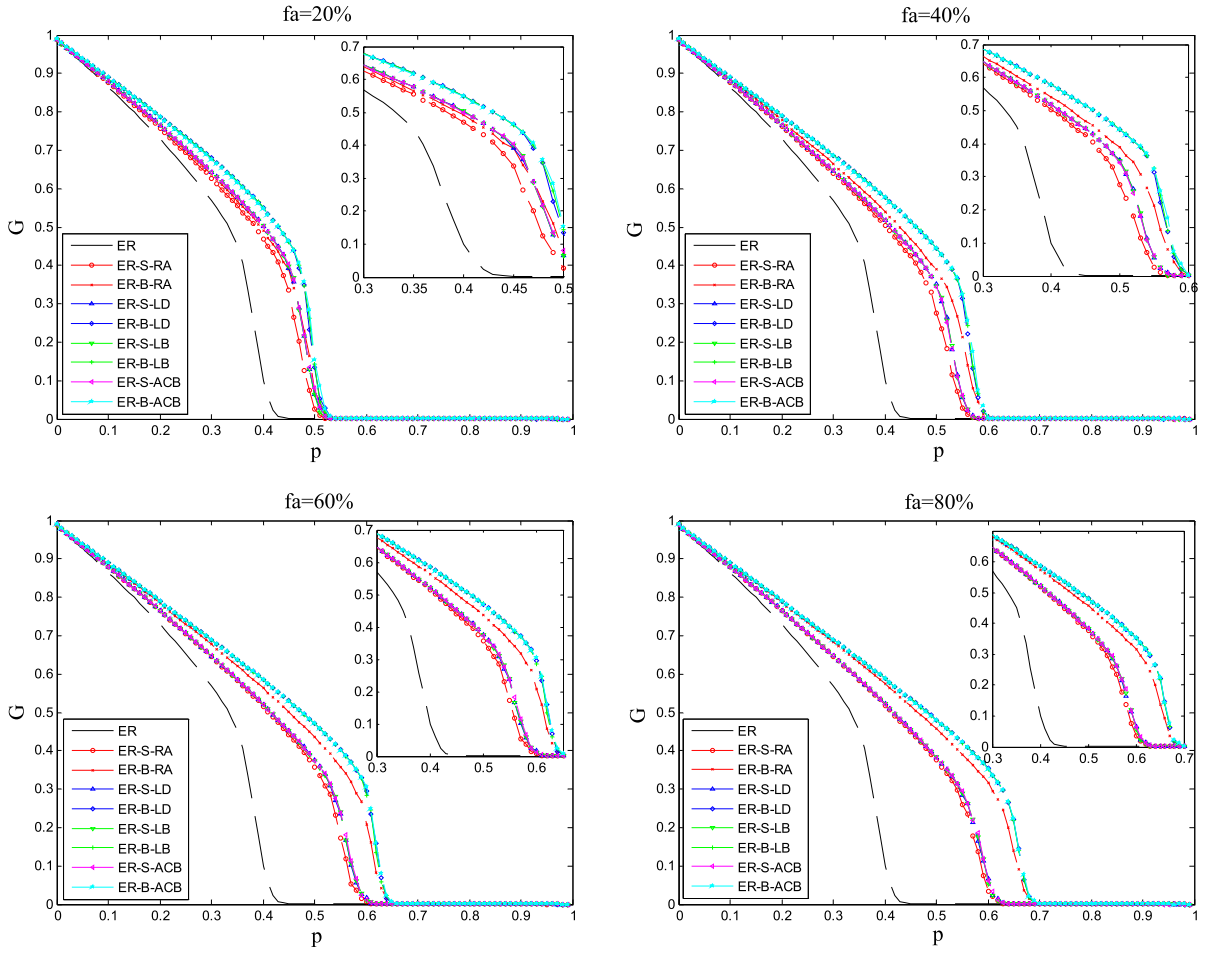 fa=20%
1
0.9
0.8
0.7
0.6
0.5
0.4
0.3
0.2
0.1
0
G
0 0.1 0.2 0.3 0.4 0.5 0.6 0.7 0.8 0.9 1
p
ER
ER-S-RA
ER-B-RA
ER-S-LD
ER-B-LD
ER-S-LB
ER-B-LB
ER-S-ACB
ER-B-ACB
0.7
0.6
0.5
0.4
0.3
0.2
0.1
0
0.3 0.35 0.4 0.45 0.5
fa=40%
1
0.9
0.8
0.7
0.6
0.5
0.4
0.3
0.2
0.1
0
G
0 0.1 0.2 0.3 0.4 0.5 0.6 0.7 0.8 0.9 1
p
ER
ER-S-RA
ER-B-RA
ER-S-LD
ER-B-LD
ER-S-LB
ER-B-LB
ER-S-ACB
ER-B-ACB
0.7
0.6
0.5
0.4
0.3
0.2
0.1
0
0.3 0.4 0.5 0.6
fa=60%
1
0.9
0.8
0.7
0.6
0.5
0.4
0.3
0.2
0.1
0
G
0 0.1 0.2 0.3 0.4 0.5 0.6 0.7 0.8 0.9 1
p
ER
ER-S-RA
ER-B-RA
ER-S-LD
ER-B-LD
ER-S-LB
ER-B-LB
ER-S-ACB
ER-B-ACB
0.7
0.6
0.5
0.4
0.3
0.2
0.1
0
0.3 0.4 0.5 0.6
fa=80%
1
0.9
0.8
0.7
0.6
0.5
0.4
0.3
0.2
0.1
0
G
0 0.1 0.2 0.3 0.4 0.5 0.6 0.7 0.8 0.9 1
p
ER
ER-S-RA
ER-B-RA
ER-S-LD
ER-B-LD
ER-S-LB
ER-B-LB
ER-S-ACB
ER-B-ACB
0.6
0.5
0.4
0.3
0.2
0.1
0
0.3 0.4 0.5 0.6 0.7